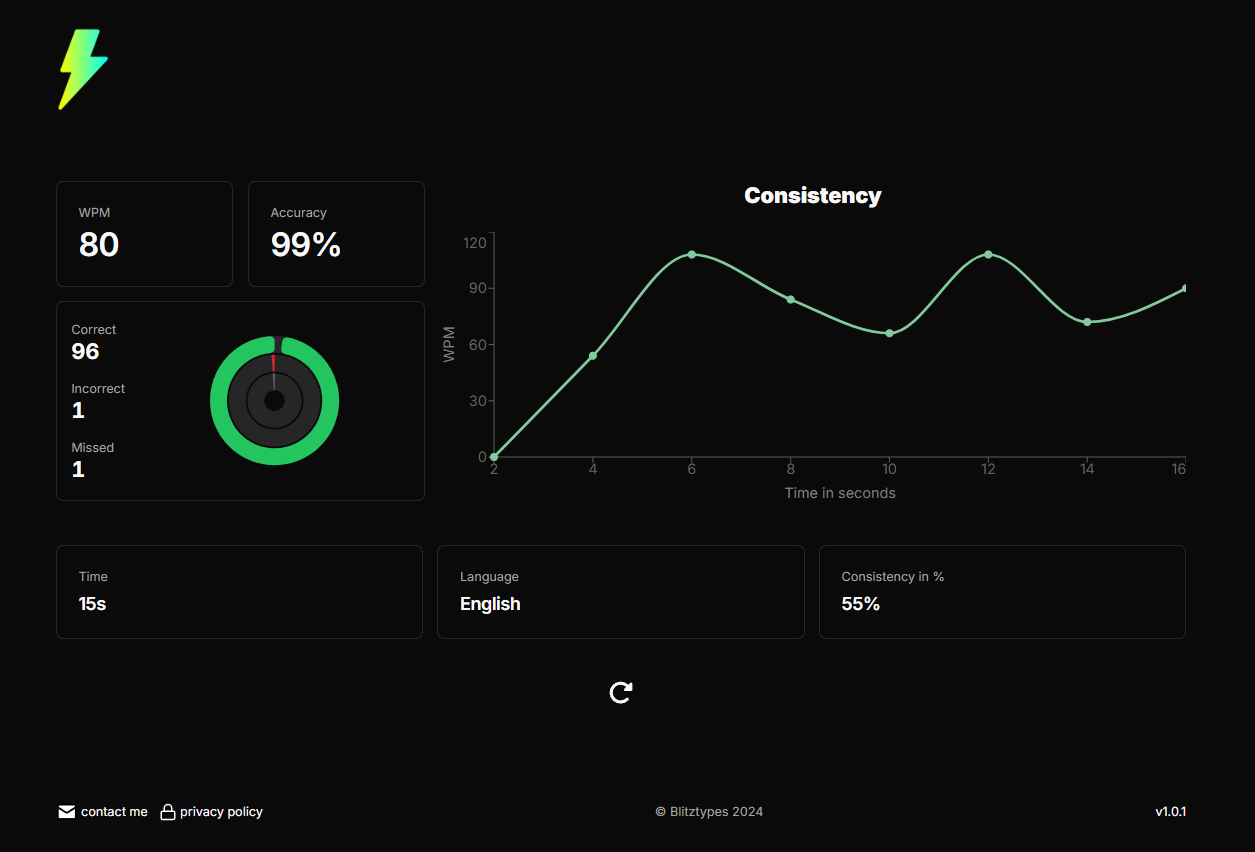 WPM
80
Accuracy
99%
Correct
96
Incorrect
1
Missed
1
Consistency
120
90
60
30
0
WPM
2 4 6 8 10 12 14 16
Time in seconds
Time
15s
Language
English
Consistency in %
55%
contact me privacy policy
© Blitztypes 2024
v1.0.1